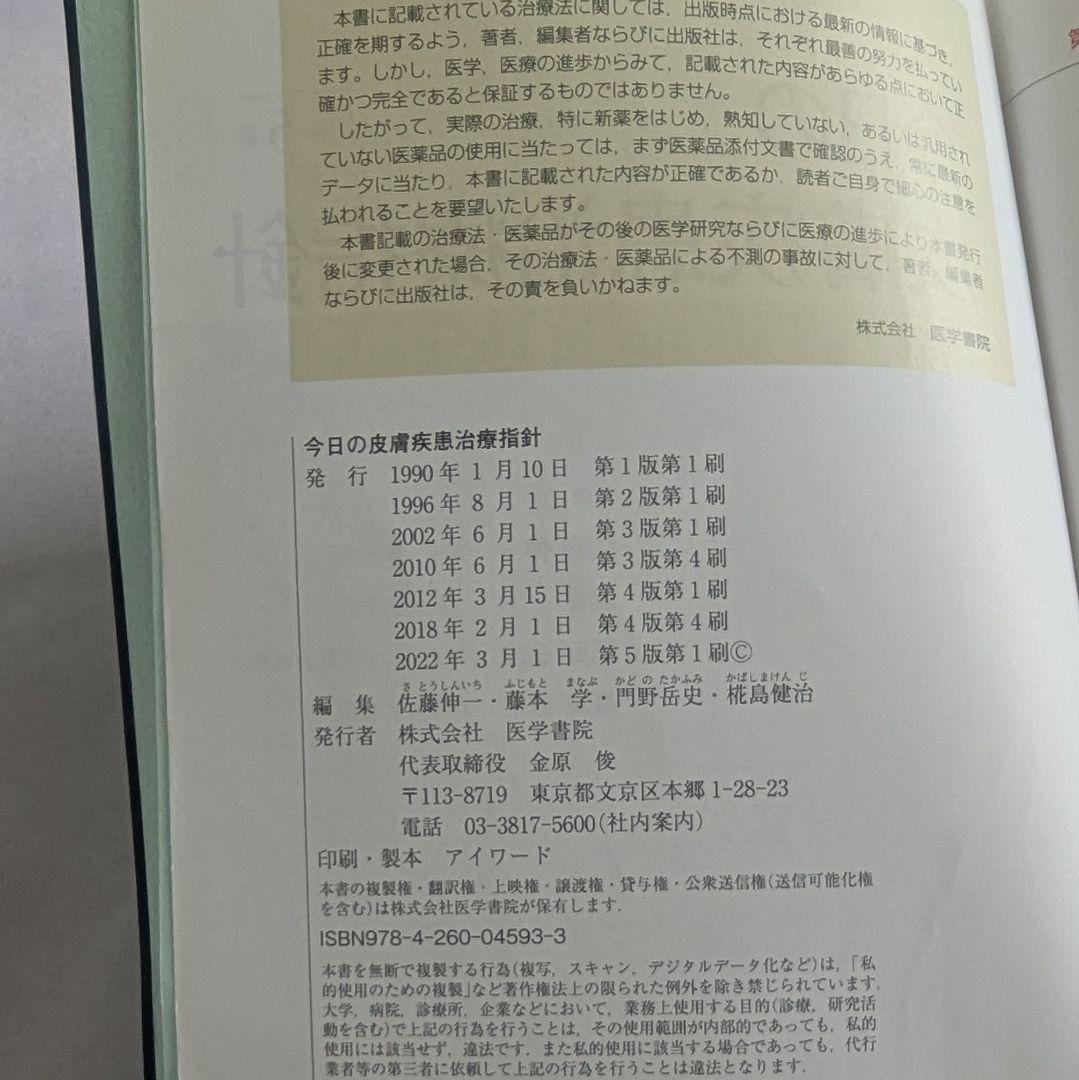 本書に記載されている治療法に関しては，出版時点における最新の情報に基づき，
正確を期するよう，著者，編集者ならびに出版社は，それぞれ最善の努力を払ってい
ます。しかし，医学，医療の進歩からみて，記載された内容があらゆる点において正
確かつ完全であると保証するものではありません。
したがって，実際の治療，特に新薬をはじめ，熟知していない，あるいは汎用され
ていない医薬品の使用に当たっては，まず医薬品添付文書で確認のうえ，常に最新の
データに当たり，本書に記載された内容が正確であるか，読者ご自身で細心の注意を
払われることを要望いたします。
本書記載の治療法・医薬品がその後の医学研究ならびに医療の進歩により本書発行
後に変更された場合，その治療法・医薬品による不測の事故に対して，著者，編集者
ならびに出版社は，その責を負いかねます。
株式会社 医学書院
今日の皮膚疾患治療指針
発 行 1990年 1 月10日 第1版第1刷
1996年 8 月 1 日 第2版第1刷
2002年 6 月 1 日 第3版第1刷
2010年 6 月 1 日 第3版第4刷
2012年 3 月15日 第4版第1刷
2018年 2 月 1 日 第4版第4刷
2022年 3 月 1 日 第5版第1刷Ⓒ
さとうしんいち ふじもと まなぶ かどのたかふみ かばしまけんじ
編 集 佐藤伸一・藤本 学・門野岳史・椛島健治
発行者 株式会社 医学書院
代表取締役 金原 俊
〒113-8719 東京都文京区本郷1-28-23
電話 03-3817-5600(社内案内)
印刷・製本 アイワード
本書の複製権・翻訳権・上映権・譲渡権・貸与権・公衆送信権(送信可能化権
を含む)は株式会社医学書院が保有します．
ISBN978-4-260-04593-3
本書を無断で複製する行為(複写，スキャン，デジタルデータ化など)は，「私
的使用のための複製」など著作権法上の限られた例外を除き禁じられています．
大学，病院，診療所，企業などにおいて，業務上使用する目的(診療，研究活
動を含む)で上記の行為を行うことは，その使用範囲が内部的であっても，私的
使用には該当せず，違法です．また私的使用に該当する場合であっても，代行
業者等の第三者に依頼して上記の行為を行うことは違法となります．